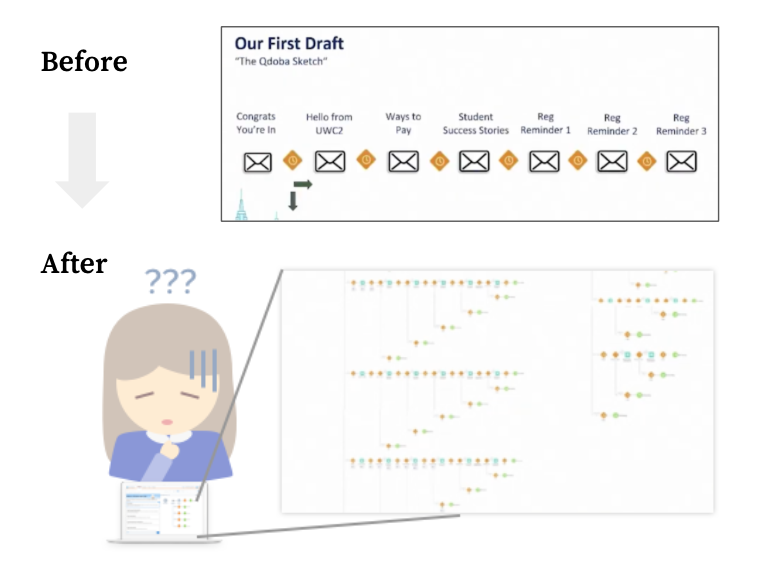 Before
Our First Draft
"The Qdoba Sketch"
Congrats You're In
Hello from UWC2
Ways to Pay
Student Success Stories
Reg Reminder 1
Reg Reminder 2
Reg Reminder 3
After
???